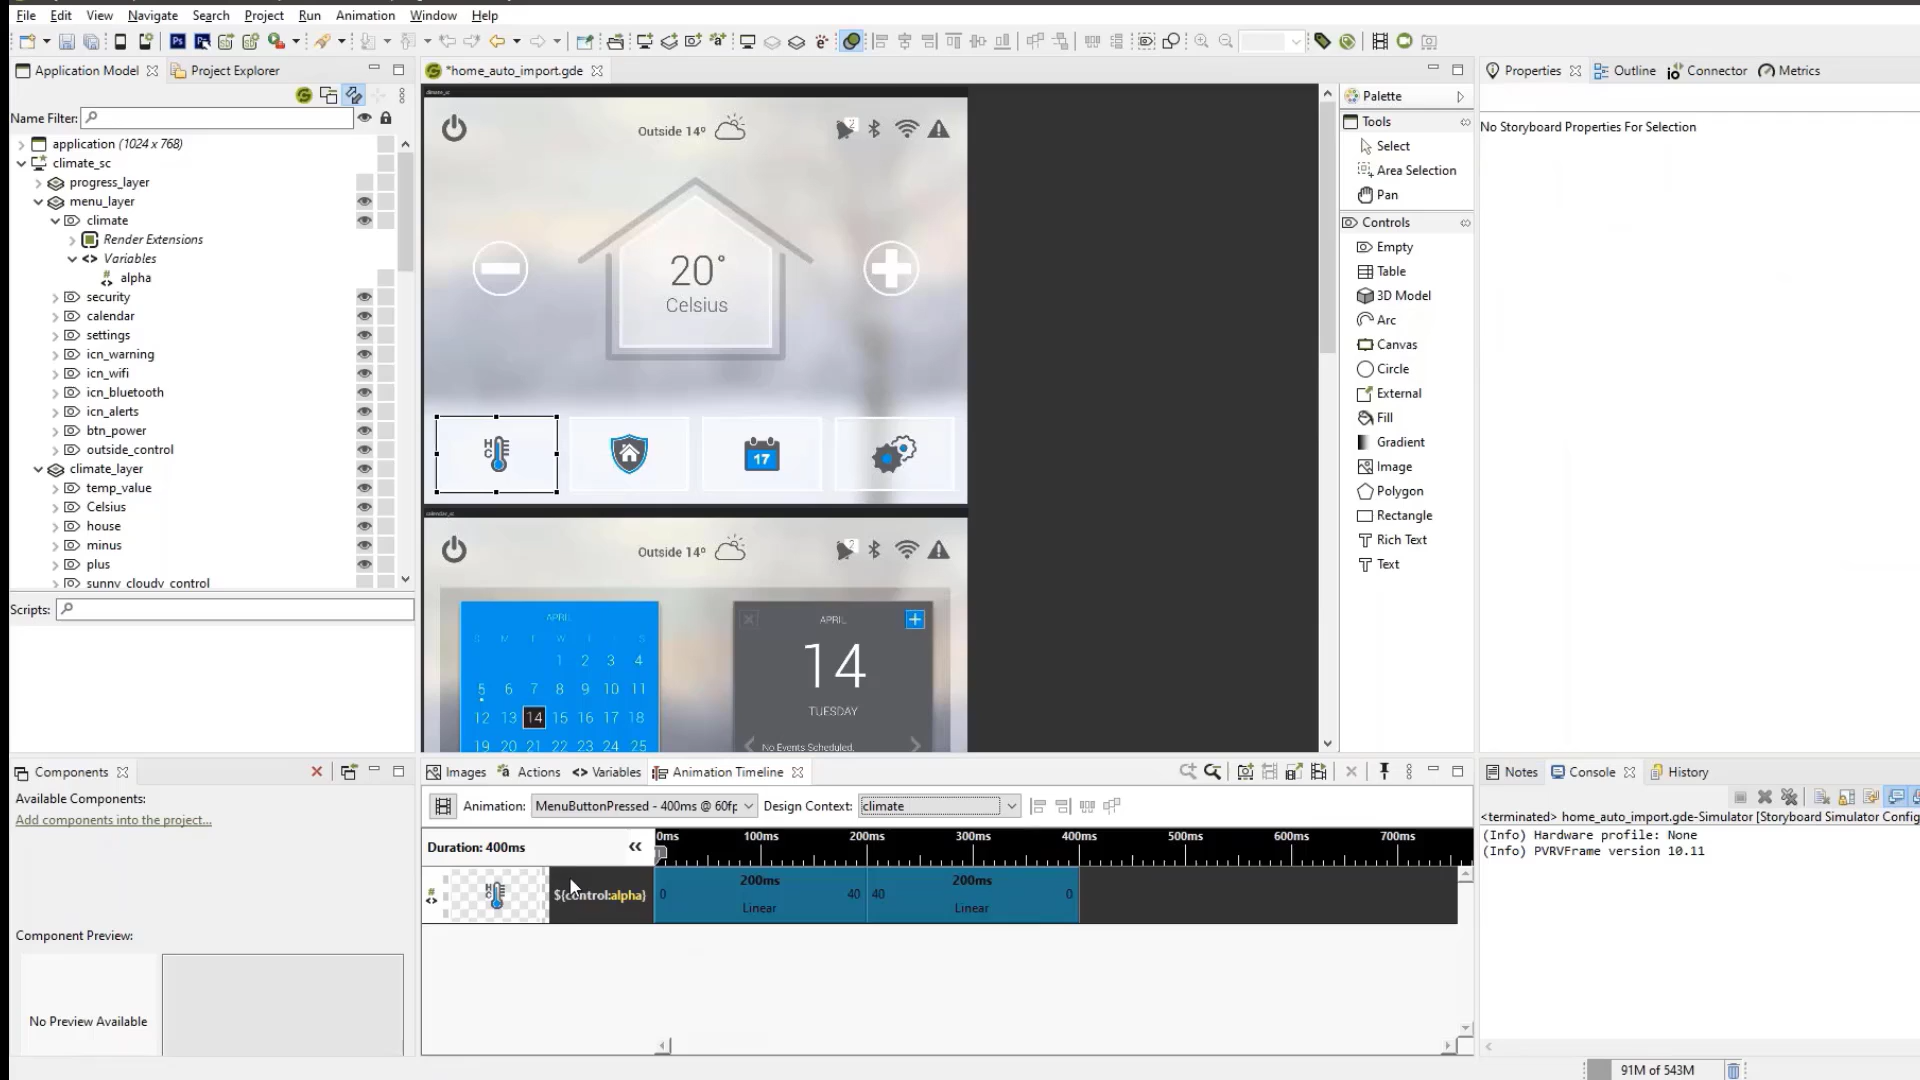 File Edit View Navigate Search Project Run Animation Window Help
Application Model
Project Explorer
*home_auto_import.gde
Properties
Outline
Connector
Metrics
Name Filter:
application (1024 x 768)
climate_sc
progress_layer
menu_layer
climate
Render Extensions
Variables
alpha
security
calendar
settings
icn_warning
icn_wifi
icn_bluetooth
icn_alerts
btn_power
outside_control
climate_layer
temp_value
Celsius
house
minus
plus
sunny_cloudy_control
Scripts:
climate_sc
Outside 14°
2
20°
Celsius
H
C
17
calendar_sc
Outside 14°
2
APRIL
S M T W T F S
1 2 3 4
5 6 7 8 9 10 11
12 13 14 15 16 17 18
19 20 21 22 23 24 25
APRIL
14
TUESDAY
No Events Scheduled.
Palette
Tools
Select
Area Selection
Pan
Controls
Empty
Table
3D Model
Arc
Canvas
Circle
External
Fill
Gradient
Image
Polygon
Rectangle
Rich Text
Text
No Storyboard Properties For Selection
Components
Available Components:
Add components into the project...
Component Preview:
No Preview Available
Images
Actions
Variables
Animation Timeline
Animation: MenuButtonPressed - 400ms @ 60fp
Design Context: climate
Duration: 400ms
0ms 100ms 200ms 300ms 400ms 500ms 600ms 700ms
H
C
${control:alpha}
0 200ms 40
Linear
40 200ms 0
Linear
Notes
Console
History
<terminated> home_auto_import.gde-Simulator [Storyboard Simulator Config
(Info) Hardware profile: None
(Info) PVRVFrame version 10.11
91M of 543M